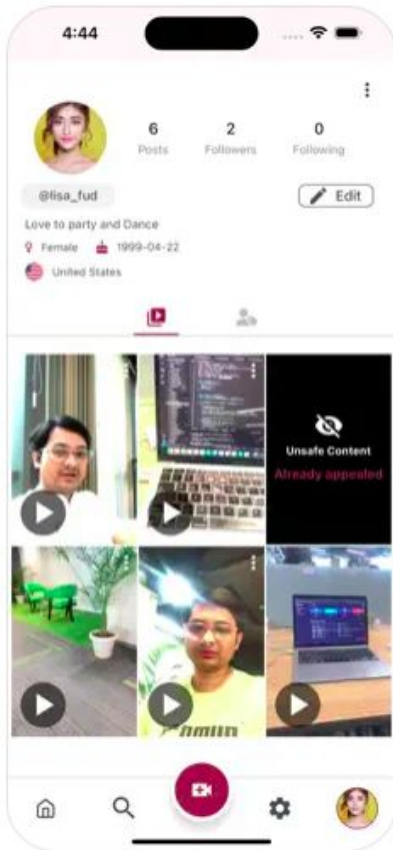 4:44
6 2 0
Posts Followers Following
@lisa_fud
Edit
Love to party and Dance
Female 1999-04-22
United States
Unsafe Content
Already appealed